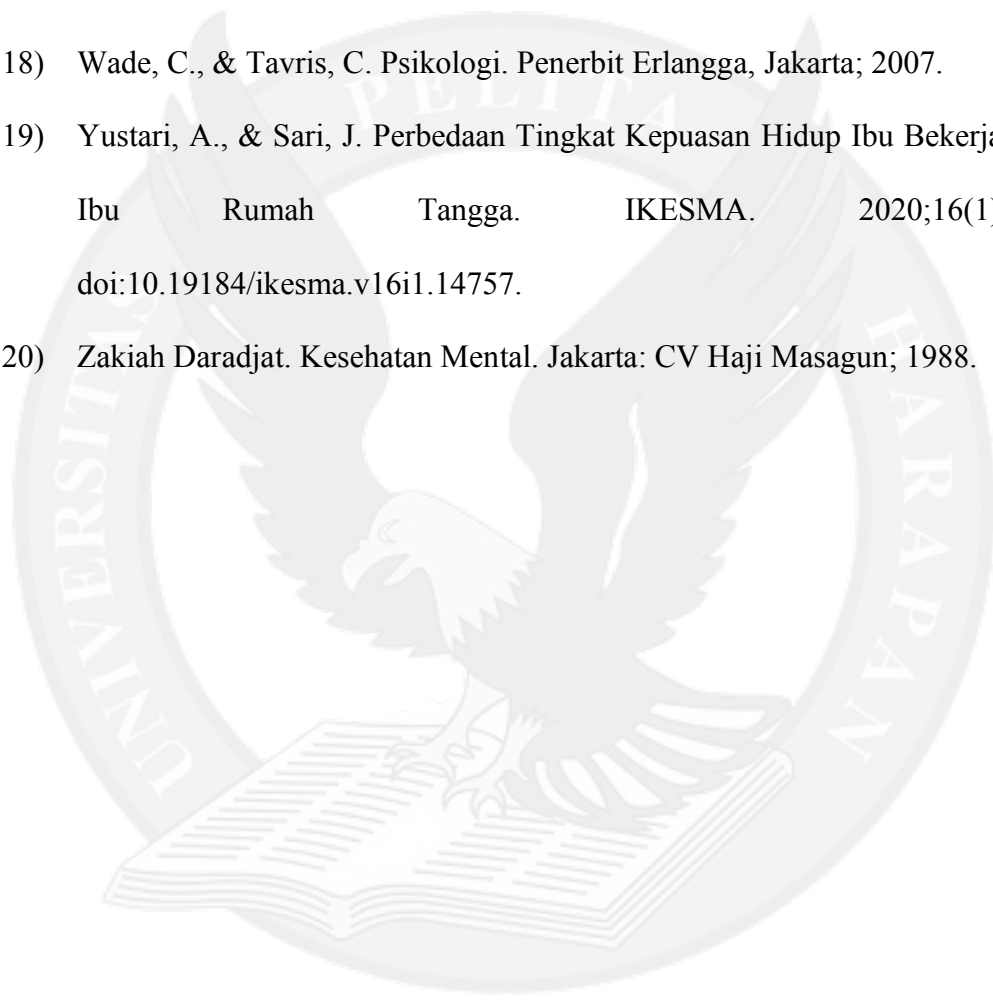 18) Wade, C., & Tavris, C. Psikologi. Penerbit Erlangga, Jakarta; 2007.
19) Yustari, A., & Sari, J. Perbedaan Tingkat Kepuasan Hidup Ibu Bekerja
Ibu Rumah Tangga. IKESMA. 2020;16(1)
doi:10.19184/ikesma.v16i1.14757.
20) Zakiah Daradjat. Kesehatan Mental. Jakarta: CV Haji Masagun; 1988.
UNIVERSITAS PELITA HARAPAN